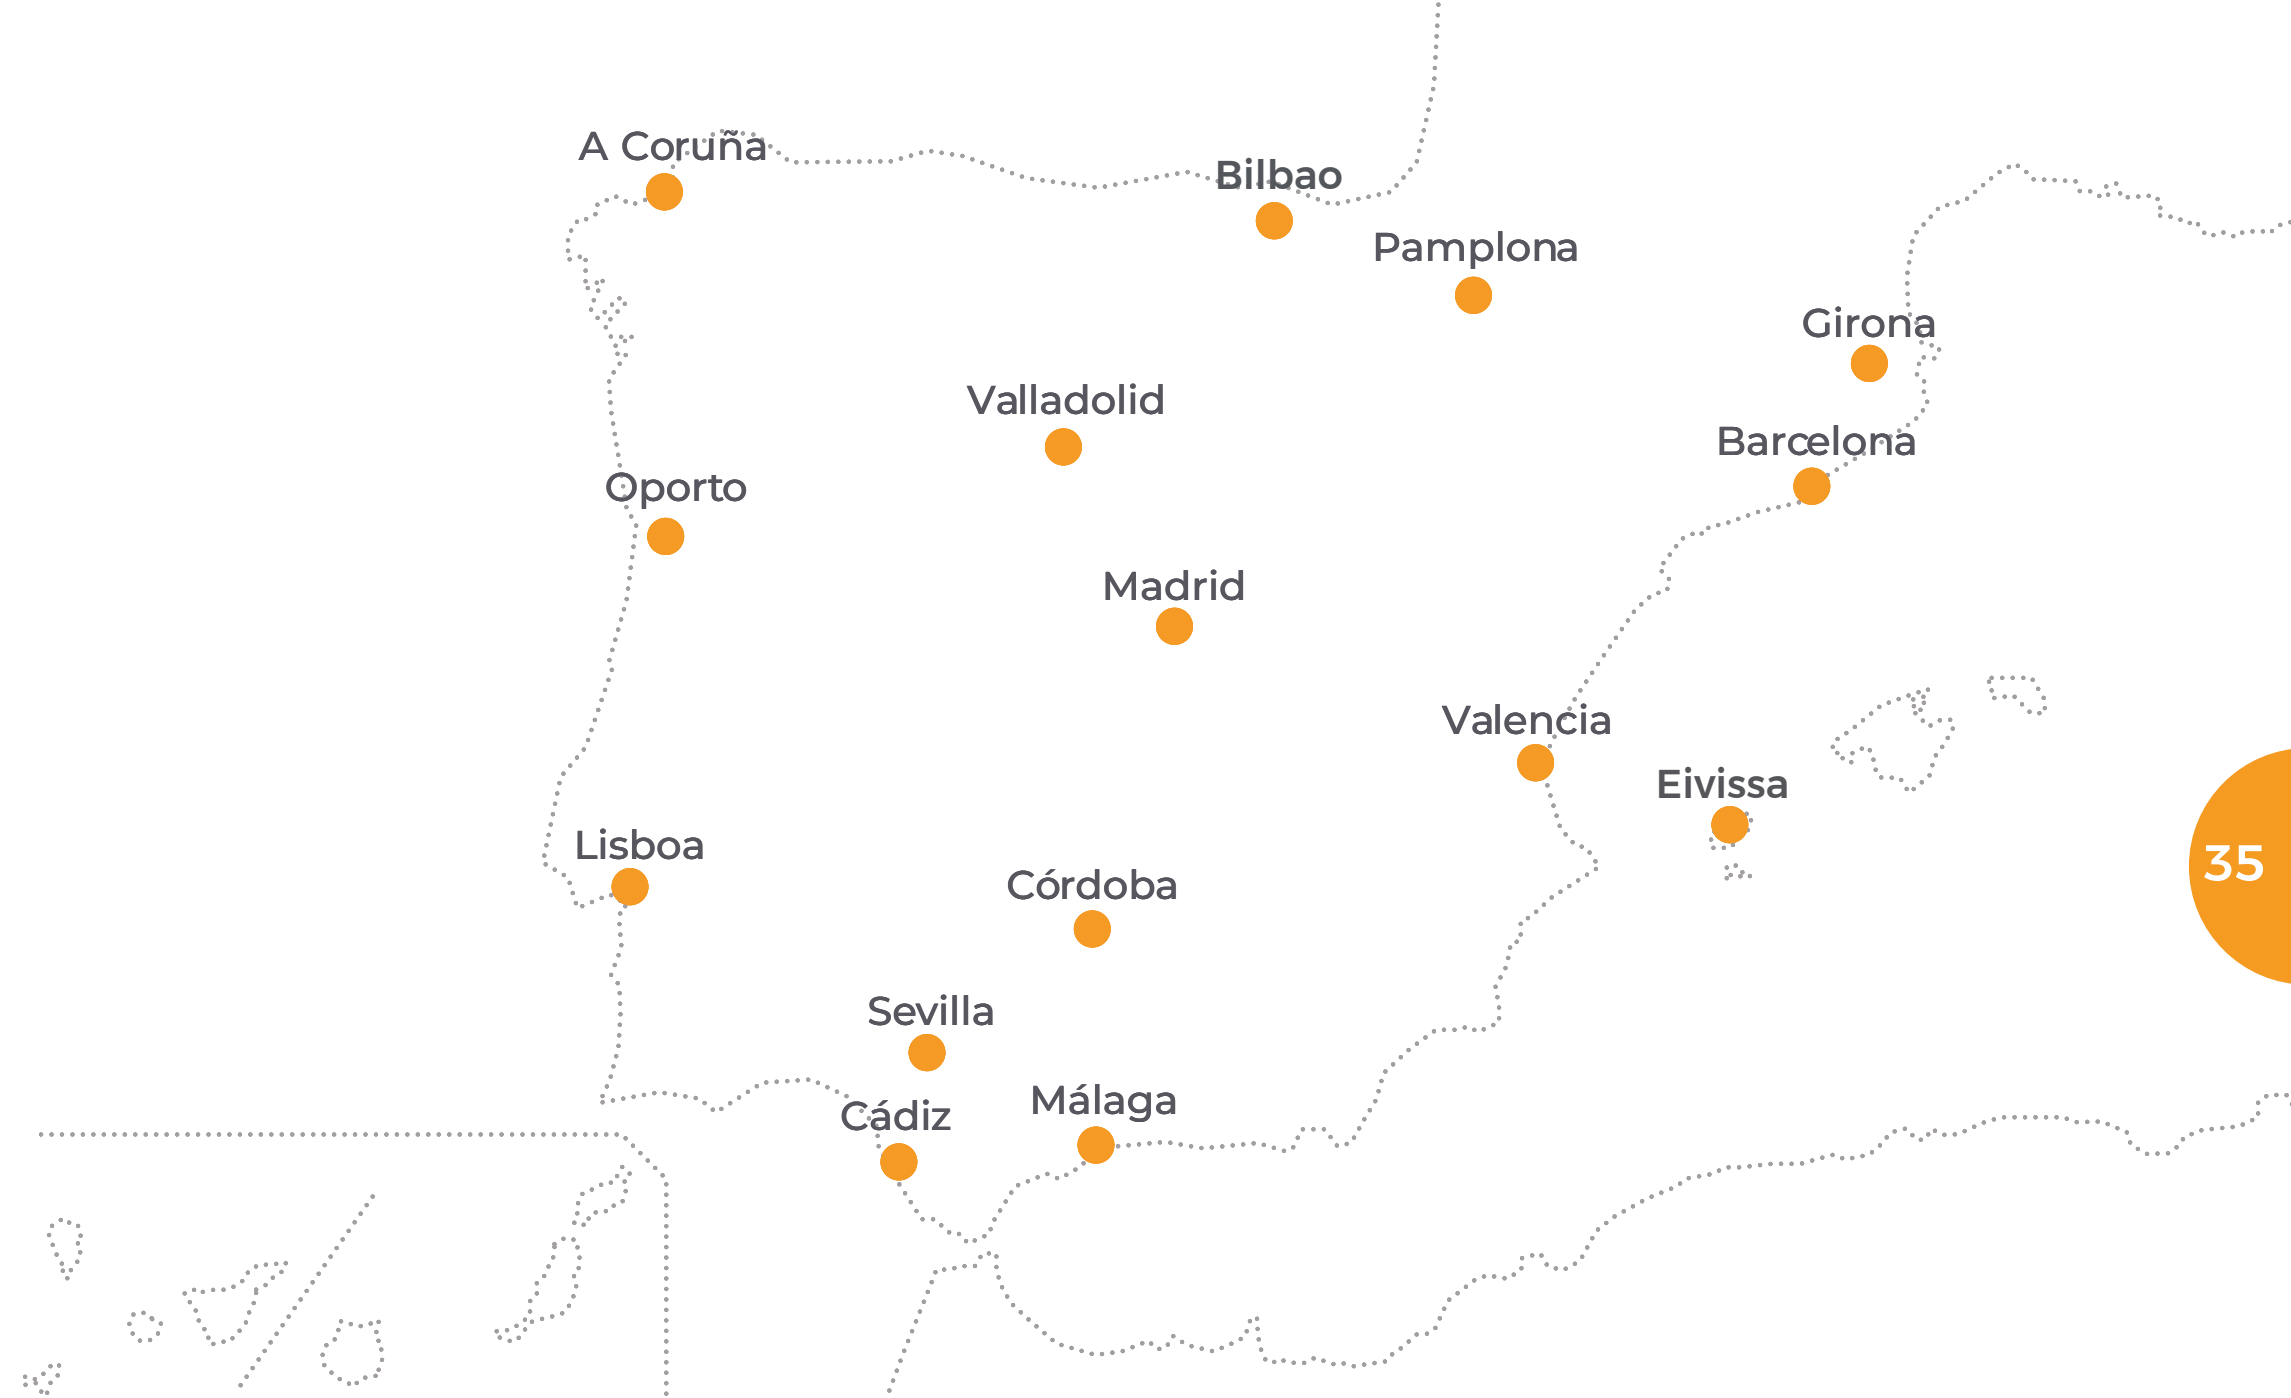 A Coruña
Bilbao
Pamplona
Girona
Valladolid
Barcelona
Oporto
Madrid
Valencia
Eivissa
Lisboa
35
Córdoba
Sevilla
Málaga
Cádiz